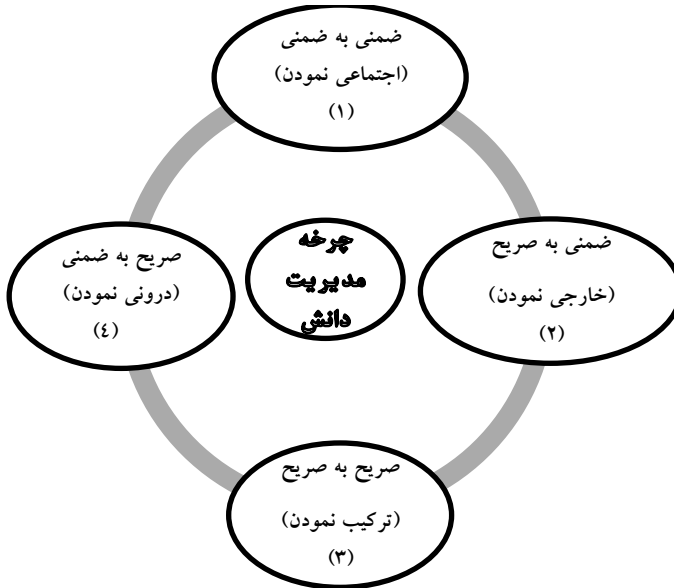 ضمنی به ضمنی
(اجتماعی نمودن)
(۱)
ضمنی به صریح
(خارجی نمودن)
(۲)
صریح به صریح
(ترکیب نمودن)
(۳)
صریح به ضمنی
(درونی نمودن)
(٤)
چرخه
مدیریت
دانش